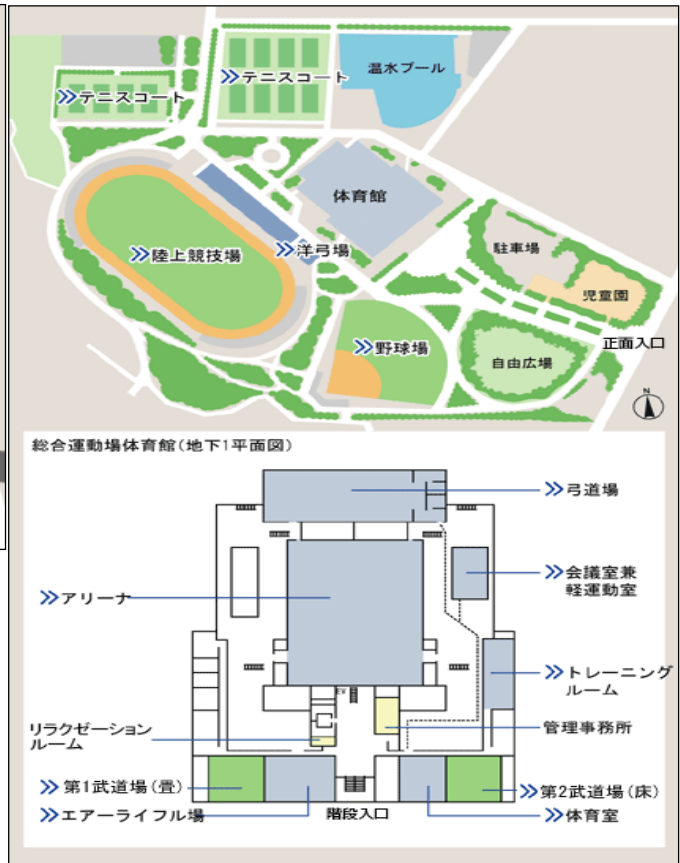 ≫テニスコート
温水プール
≫テニスコート
体育館
≫陸上競技場
≫洋弓場
駐車場
児童園
正面入口
≫野球場
自由広場
N
総合運動場体育館(地下1平面図)
≫弓道場
≫会議室兼
軽運動室
≫アリーナ
≫トレーニング
ルーム
EV
リラクゼーション
ルーム
管理事務所
≫第1武道場(畳)
≫第2武道場(床)
≫エアーライフル場
階段入口
≫体育室